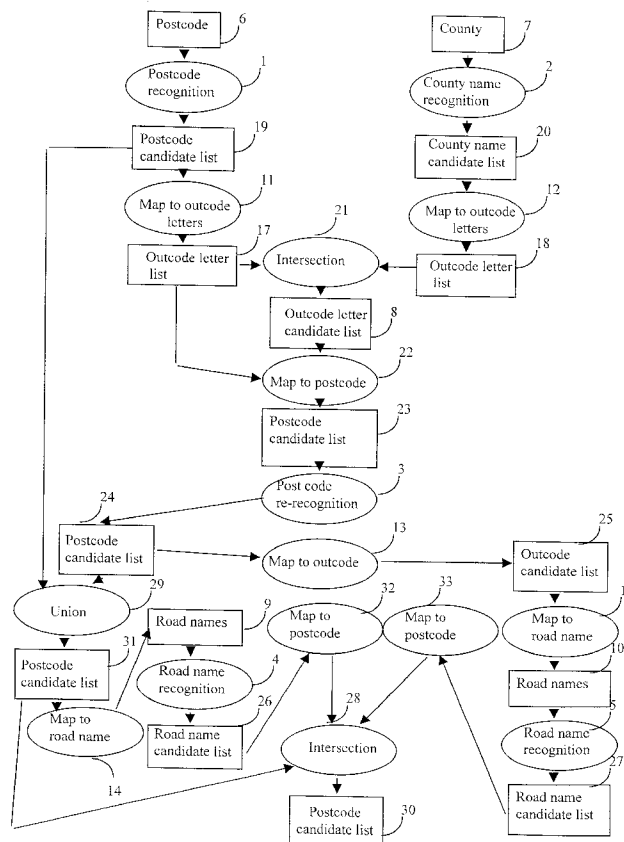 Postcode
6
County
7
1
Postcode
recognition
2
County name
recognition
19
Postcode
candidate list
20
County name
candidate list
11
Map to outcode
letters
12
Map to outcode
letters
21
17
Outcode letter
list
Intersection
18
Outcode letter
list
Outcode letter
candidate list
8
22
Map to postcode
23
Postcode
candidate list
3
Post code
re-recognition
24
Postcode
candidate list
13
Map to outcode
25
Outcode
candidate list
29
Union
9
Road names
32
Map to
postcode
33
Map to
postcode
1
Map to
road name
31
Postcode
candidate list
10
Road names
4
Road name
recognition
5
Road name
recognition
Map to
road name
14
26
Road name
candidate list
28
Intersection
27
Road name
candidate list
Postcode
candidate list
30